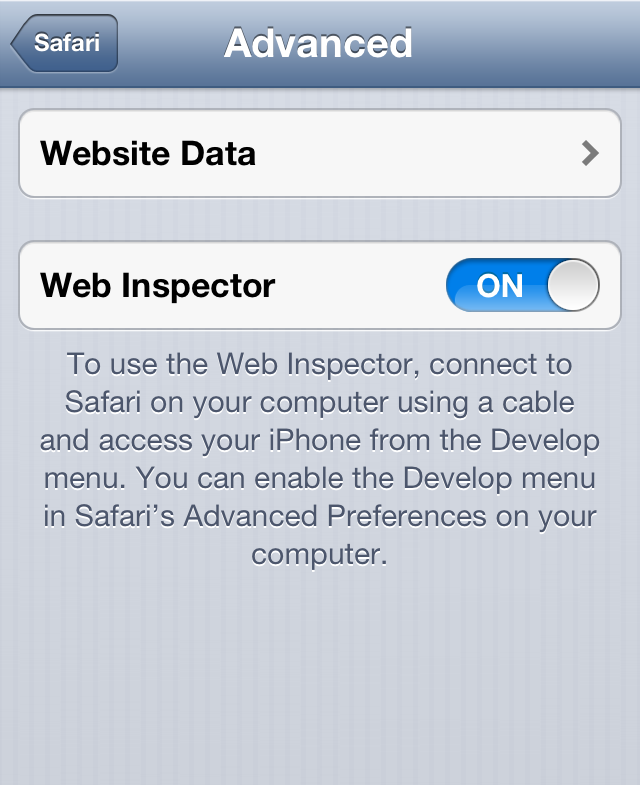 Safari
Advanced
Website Data
Web Inspector
ON
To use the Web Inspector, connect to
Safari on your computer using a cable
and access your iPhone from the Develop
menu. You can enable the Develop menu
in Safari’s Advanced Preferences on your
computer.